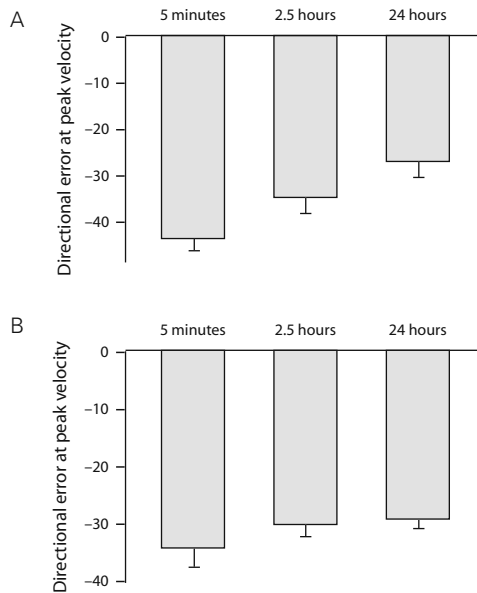 A
5 minutes 2.5 hours 24 hours
Directional error at peak velocity
0
–10
–20
–30
–40
B
5 minutes 2.5 hours 24 hours
Directional error at peak velocity
0
–10
–20
–30
–40